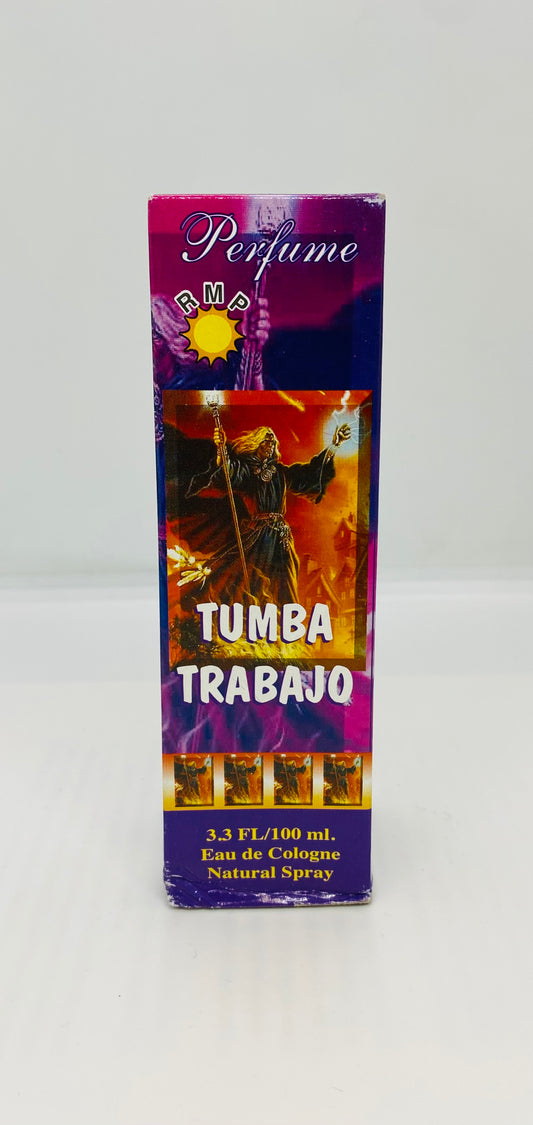 Perfume
RMP
TUMBA
TRABAJO
3.3 FL/100 ml.
Eau de Cologne
Natural Spray